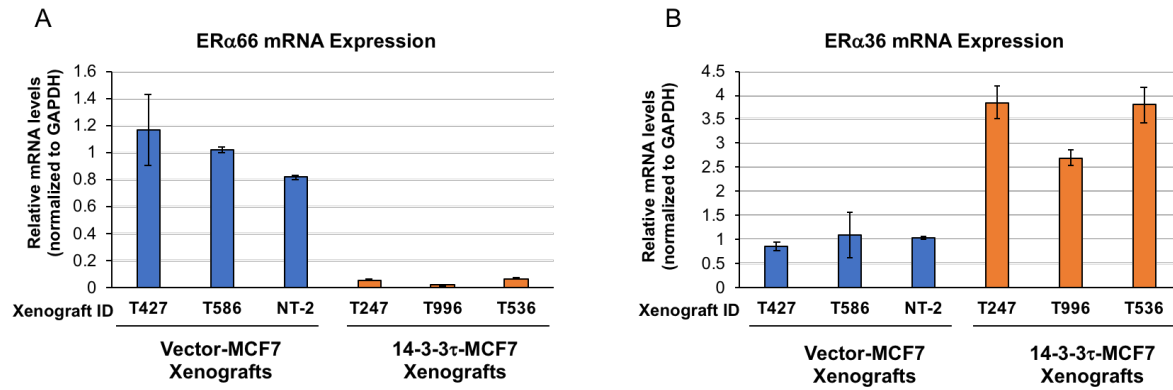 A
ERα66 mRNA Expression
Relative mRNA levels
(normalized to GAPDH)
1.6
1.4
1.2
1
0.8
0.6
0.4
0.2
0
Xenograft ID T427 T586 NT-2 T247 T996 T536
Vector-MCF7
Xenografts
14-3-3τ-MCF7
Xenografts
B
ERα36 mRNA Expression
Relative mRNA levels
(normalized to GAPDH)
4.5
4
3.5
3
2.5
2
1.5
1
0.5
0
Xenograft ID T427 T586 NT-2 T247 T996 T536
Vector-MCF7
Xenografts
14-3-3τ-MCF7
Xenografts